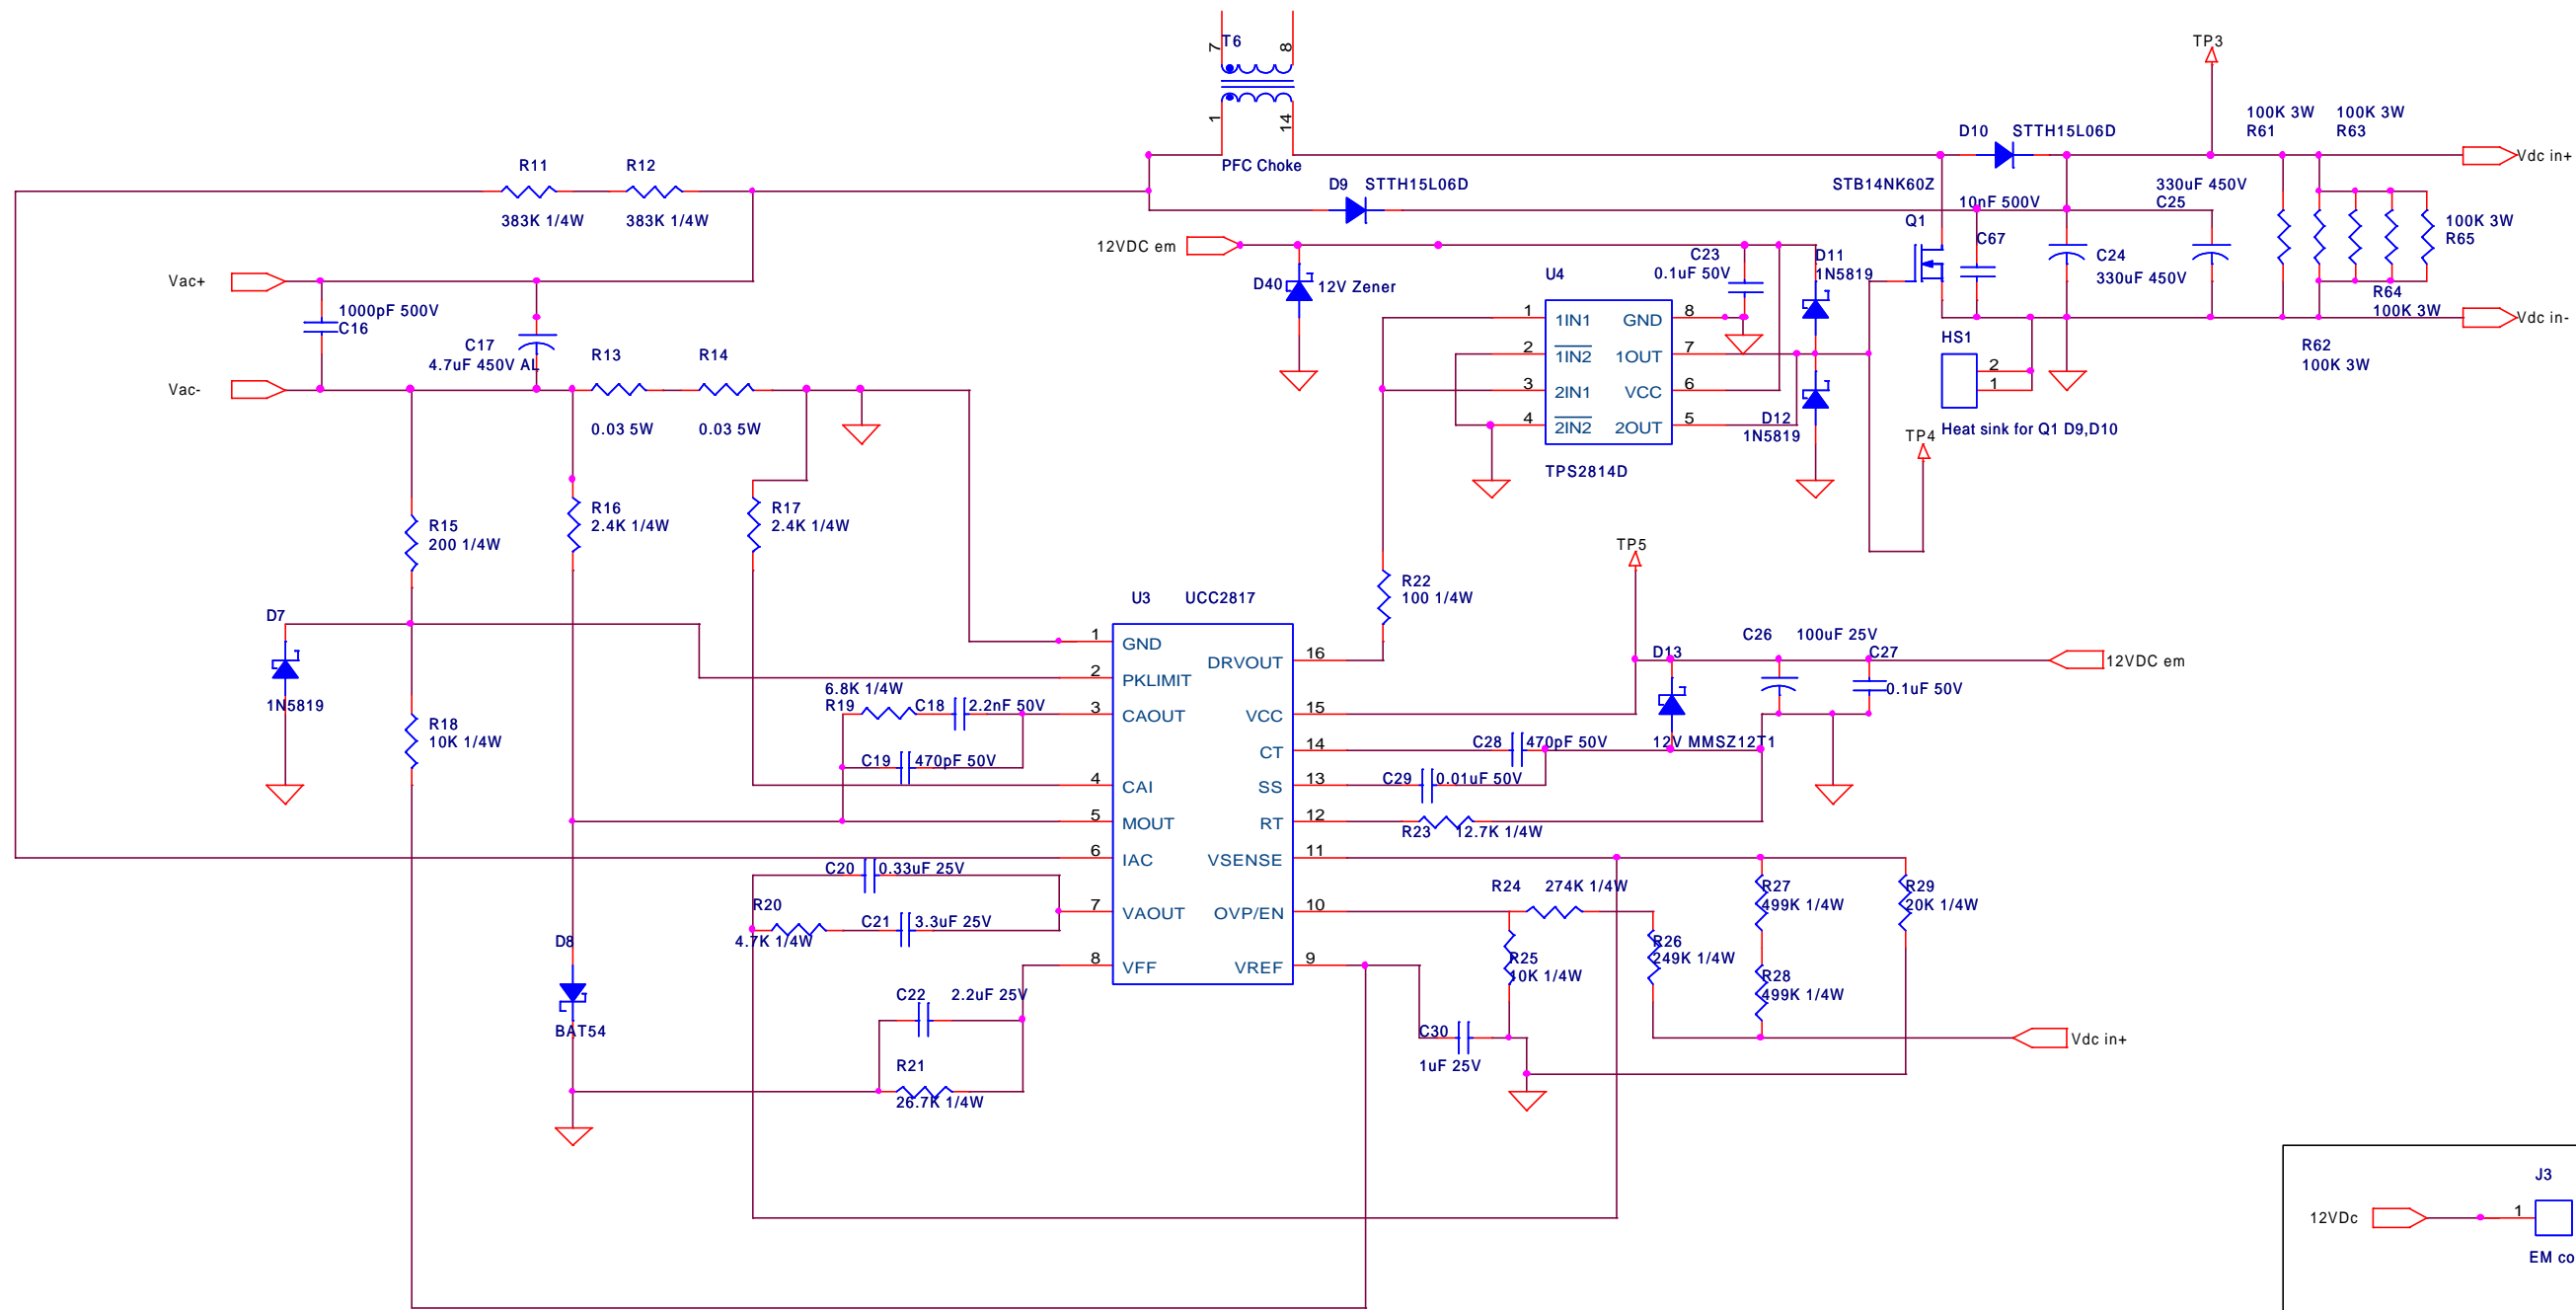 T6
7
8
1
14
PFC Choke
TP3
100K 3W
R61
100K 3W
R63
D10
STTH15L06D
Vdc in+
R11
R12
383K 1/4W
383K 1/4W
D9
STTH15L06D
STB14NK60Z
330uF 450V
C25
10nF 500V
Q1
C67
C24
330uF 450V
100K 3W
R65
12VDC em
C23
0.1uF 50V
D11
1N5819
Vac+
U4
D40
12V Zener
R64
100K 3W
1000pF 500V
C16
1
1IN1
GND
8
2
1IN2
1OUT
7
3
2IN1
VCC
6
4
2IN2
2OUT
5
TPS2814D
Vdc in-
HS1
2
1
R62
100K 3W
C17
4.7uF 450V AL
R13
R14
Vac-
0.03 5W
0.03 5W
D12
1N5819
TP4
Heat sink for Q1 D9,D10
R15
200 1/4W
R16
2.4K 1/4W
R17
2.4K 1/4W
TP5
R22
100 1/4W
U3
UCC2817
D7
1N5819
C26
100uF 25V
D13
C27
12VDC em
0.1uF 50V
1
GND
2
PKLIMIT
3
CAOUT
4
CAI
5
MOUT
6
IAC
7
VAOUT
8
VFF
DRVOUT
16
VCC
15
CT
14
SS
13
RT
12
VSENSE
11
OVP/EN
10
VREF
9
6.8K 1/4W
R19
C18
2.2nF 50V
R18
10K 1/4W
C19
470pF 50V
C28
470pF 50V
12V MMSZ12T1
C29
0.01uF 50V
R23
12.7K 1/4W
C20
0.33uF 25V
R20
4.7K 1/4W
C21
3.3uF 25V
R24
274K 1/4W
R27
499K 1/4W
R29
20K 1/4W
D8
BAT54
R25
10K 1/4W
R26
249K 1/4W
R28
499K 1/4W
C22
2.2uF 25V
C30
1uF 25V
Vdc in+
R21
26.7K 1/4W
J3
12VDc
1
EM co